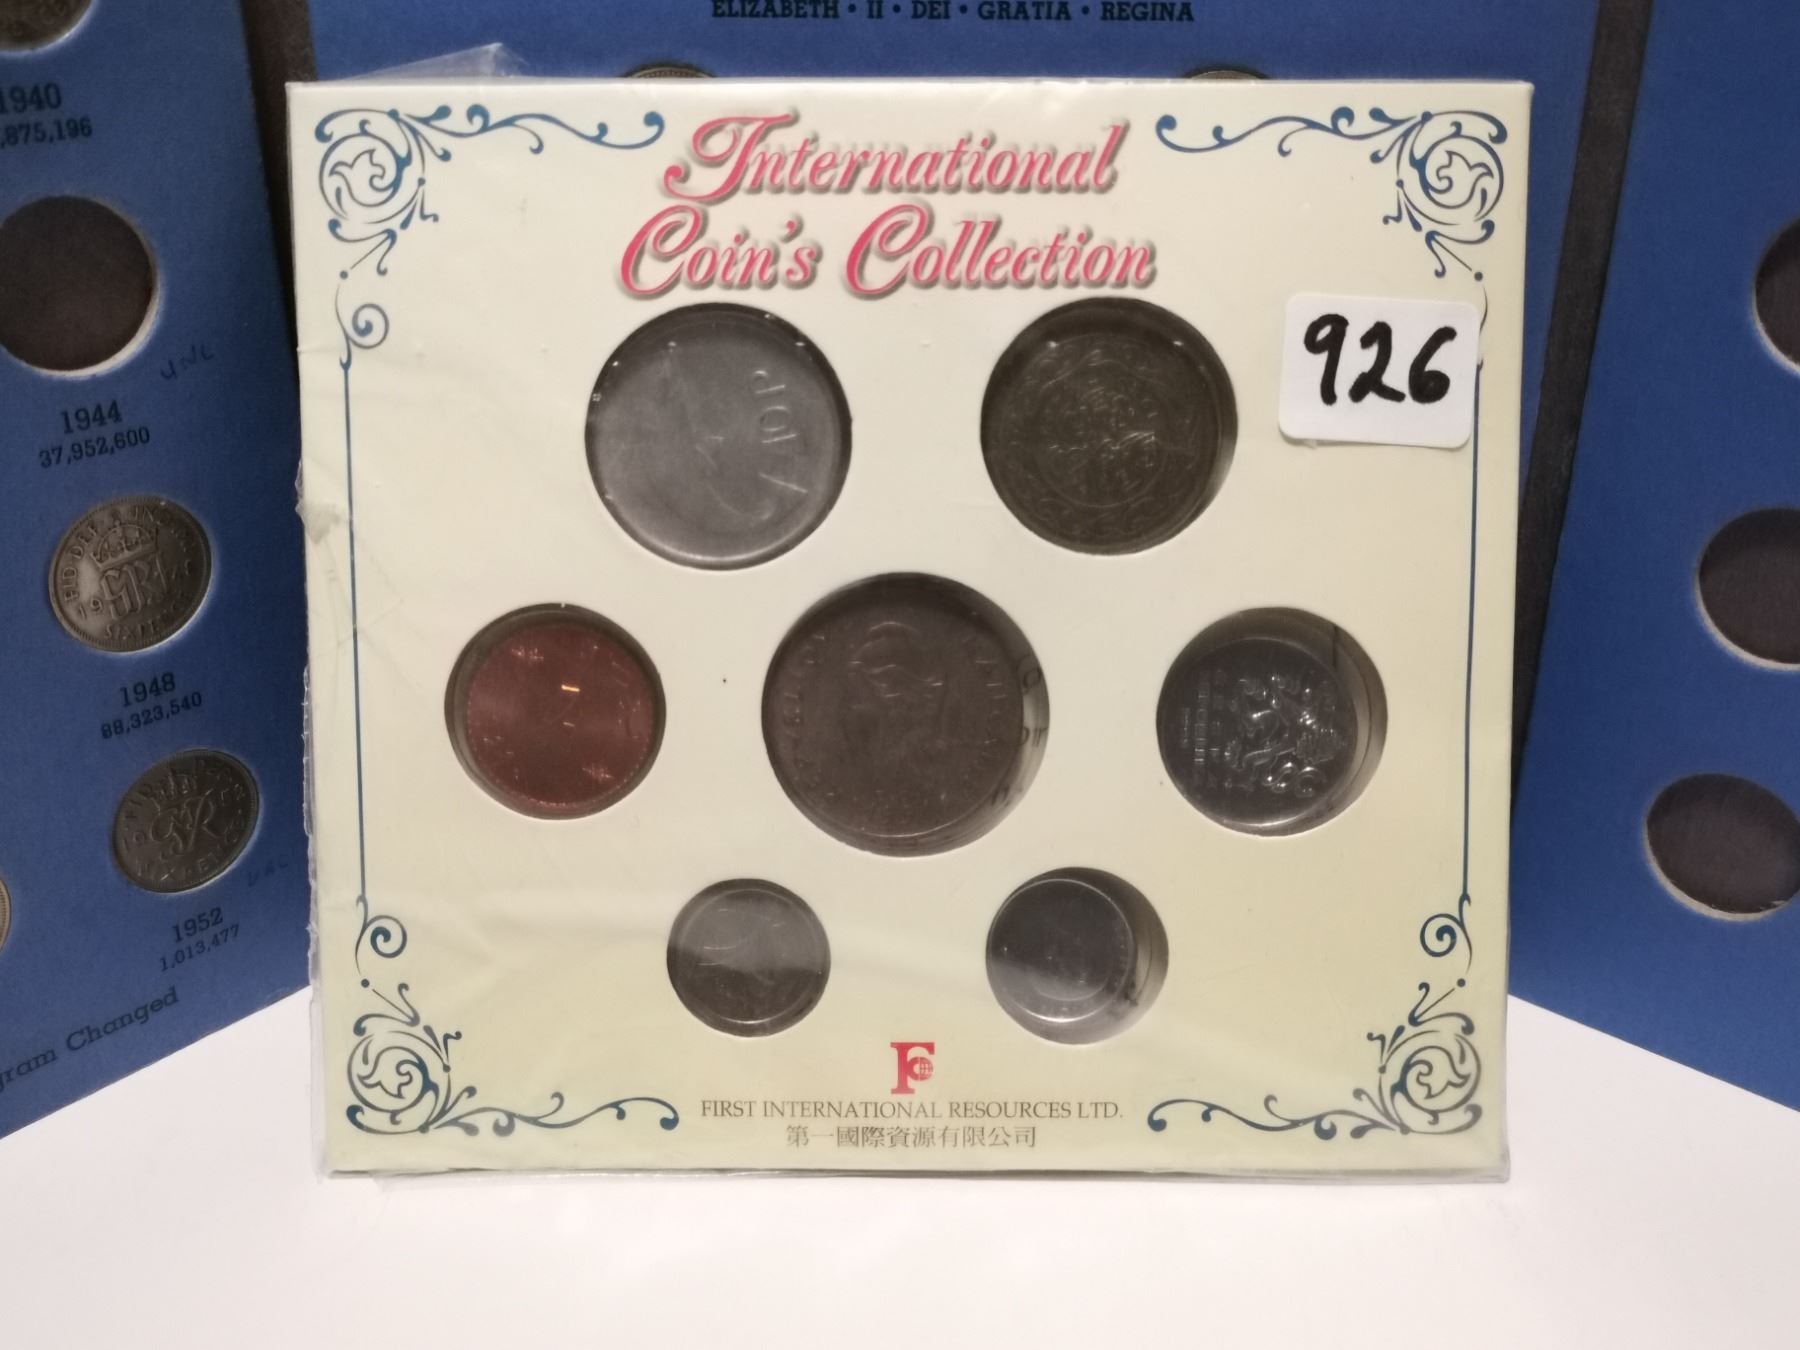 ELIZABETH • II • DEI • GRATIA • REGINA
1940
,875,196
1944
37,952,600
1948
88,323,540
1952
1,013,477
gram Changed
International
Coin's Collection
926
10P
FIRST INTERNATIONAL RESOURCES LTD.
第一國際資源有限公司